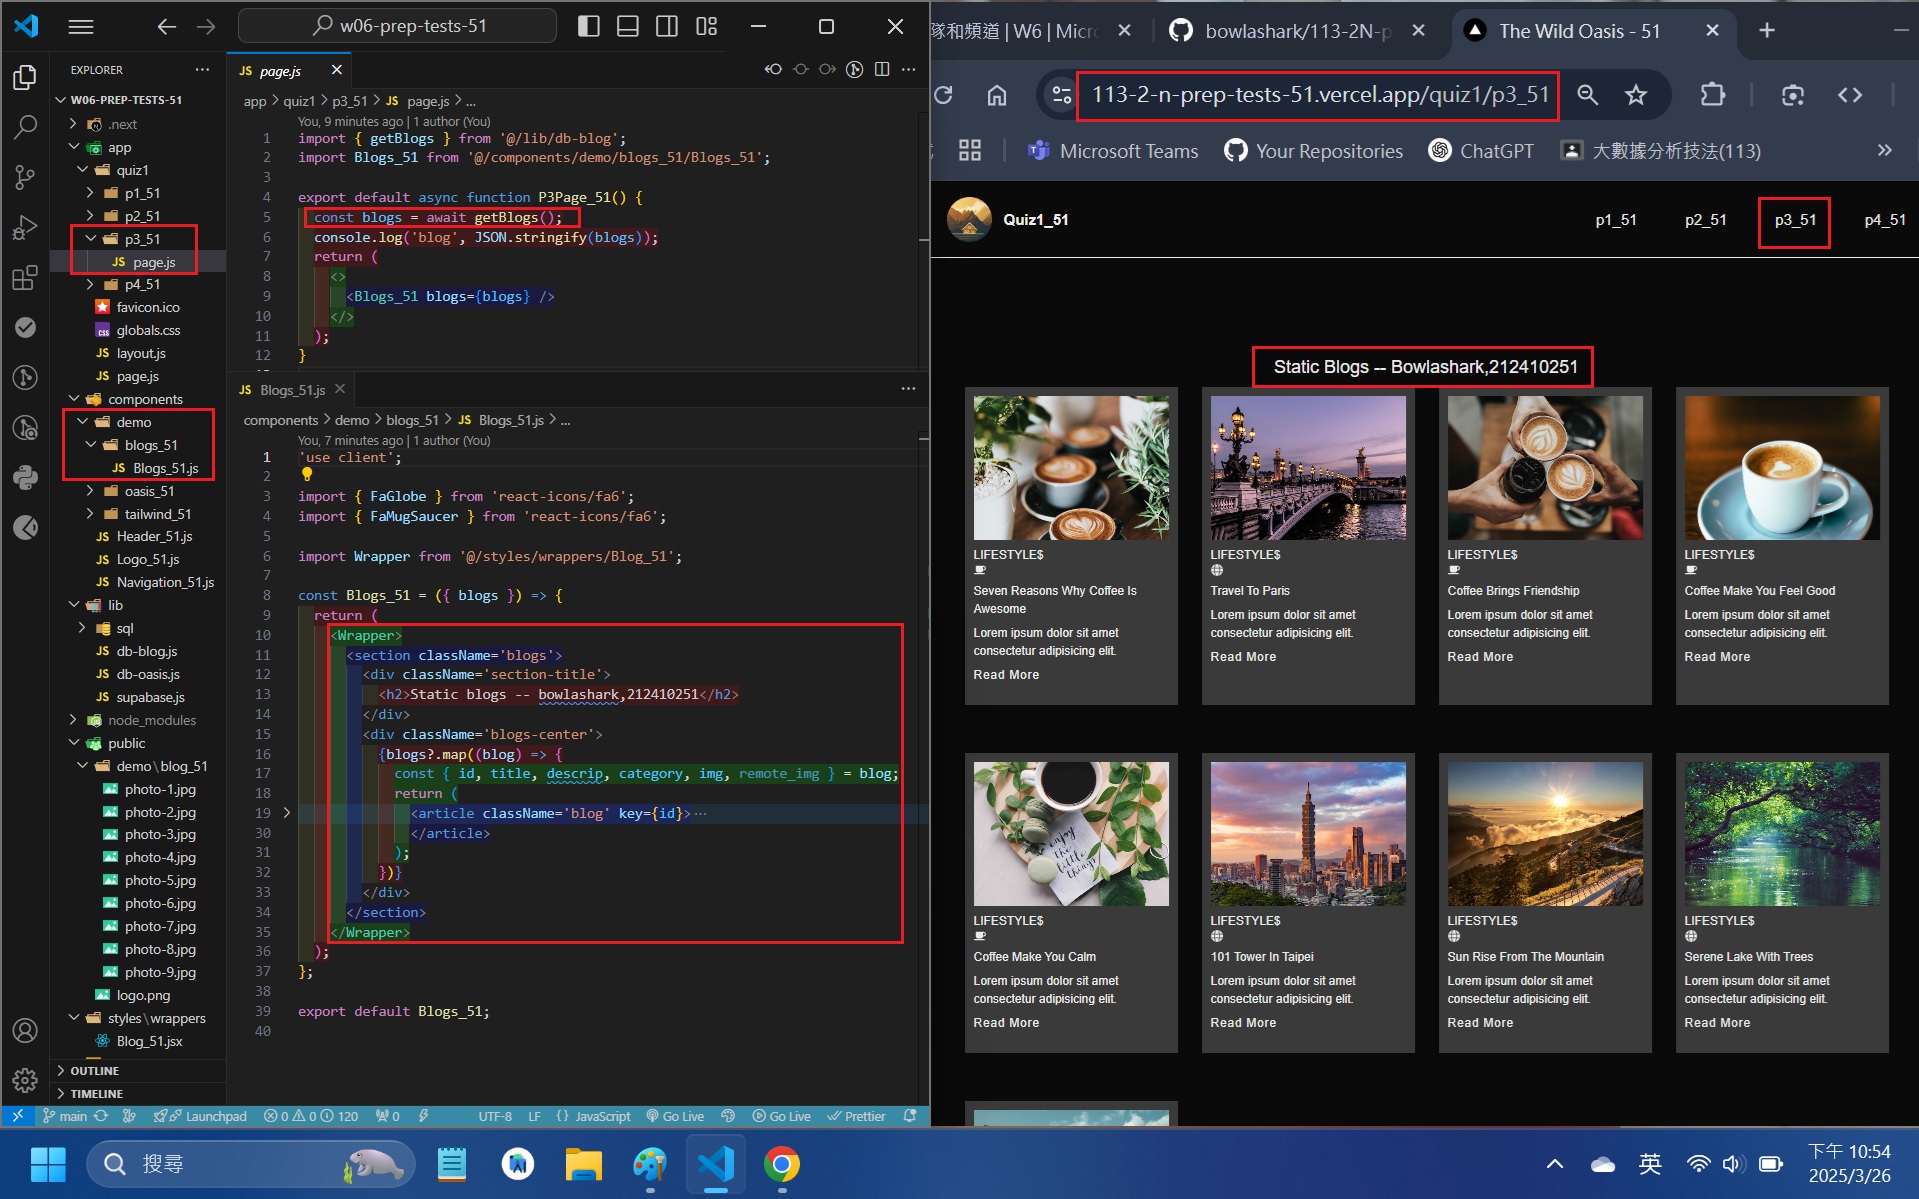 w06-prep-tests-51
EXPLORER
W06-PREP-TESTS-51
.next
app
quiz1
p1_51
p2_51
p3_51
JS page.js
p4_51
favicon.ico
globals.css
JS layout.js
JS page.js
components
demo
blogs_51
JS Blogs_51.js
oasis_51
tailwind_51
JS Header_51.js
JS Logo_51.js
JS Navigation_51.js
lib
sql
JS db-blog.js
JS db-oasis.js
JS supabase.js
node_modules
public
demo\blog_51
photo-1.jpg
photo-2.jpg
photo-3.jpg
photo-4.jpg
photo-5.jpg
photo-6.jpg
photo-7.jpg
photo-8.jpg
photo-9.jpg
logo.png
styles\wrappers
Blog_51.jsx
OUTLINE
TIMELINE
JS page.js
app > quiz1 > p3_51 > JS page.js > ...
You, 9 minutes ago | 1 author (You)
1 import { getBlogs } from '@/lib/db-blog';
2 import Blogs_51 from '@/components/demo/blogs_51/Blogs_51';
3
4 export default async function P3Page_51() {
5 const blogs = await getBlogs();
6 console.log('blog', JSON.stringify(blogs));
7 return (
8 <>
9 <Blogs_51 blogs={blogs} />
10 </>
11 );
12 }
JS Blogs_51.js
components > demo > blogs_51 > JS Blogs_51.js > ...
You, 7 minutes ago | 1 author (You)
1 'use client';
2
3 import { FaGlobe } from 'react-icons/fa6';
4 import { FaMugSaucer } from 'react-icons/fa6';
5
6 import Wrapper from '@/styles/wrappers/Blog_51';
7
8 const Blogs_51 = ({ blogs }) => {
9 return (
10 <Wrapper>
11 <section className='blogs'>
12 <div className='section-title'>
13 <h2>Static blogs -- bowlashark,212410251</h2>
14 </div>
15 <div className='blogs-center'>
16 {blogs?.map((blog) => {
17 const { id, title, descrip, category, img, remote_img } = blog;
18 return (
19 <article className='blog' key={id}>···
30 </article>
31 );
32 })}
33 </div>
34 </section>
35 </Wrapper>
36 );
37 };
38
39 export default Blogs_51;
40
main
Launchpad
0 0 120
0
UTF-8 LF {} JavaScript Go Live Go Live Prettier
隊和頻道 | W6 | Micr
bowlashark/113-2N-p
The Wild Oasis - 51
113-2-n-prep-tests-51.vercel.app/quiz1/p3_51
Microsoft Teams
Your Repositories
ChatGPT
大數據分析技法(113)
Quiz1_51
p1_51 p2_51 p3_51 p4_51
Static Blogs -- Bowlashark,212410251
LIFESTYLE$
Seven Reasons Why Coffee Is
Awesome
Lorem ipsum dolor sit amet
consectetur adipisicing elit.
Read More
LIFESTYLE$
Travel To Paris
Lorem ipsum dolor sit amet
consectetur adipisicing elit.
Read More
LIFESTYLE$
Coffee Brings Friendship
Lorem ipsum dolor sit amet
consectetur adipisicing elit.
Read More
LIFESTYLE$
Coffee Make You Feel Good
Lorem ipsum dolor sit amet
consectetur adipisicing elit.
Read More
enjoy
the
little
things
LIFESTYLE$
Coffee Make You Calm
Lorem ipsum dolor sit amet
consectetur adipisicing elit.
Read More
LIFESTYLE$
101 Tower In Taipei
Lorem ipsum dolor sit amet
consectetur adipisicing elit.
Read More
LIFESTYLE$
Sun Rise From The Mountain
Lorem ipsum dolor sit amet
consectetur adipisicing elit.
Read More
LIFESTYLE$
Serene Lake With Trees
Lorem ipsum dolor sit amet
consectetur adipisicing elit.
Read More
搜尋
英
下午 10:54
2025/3/26